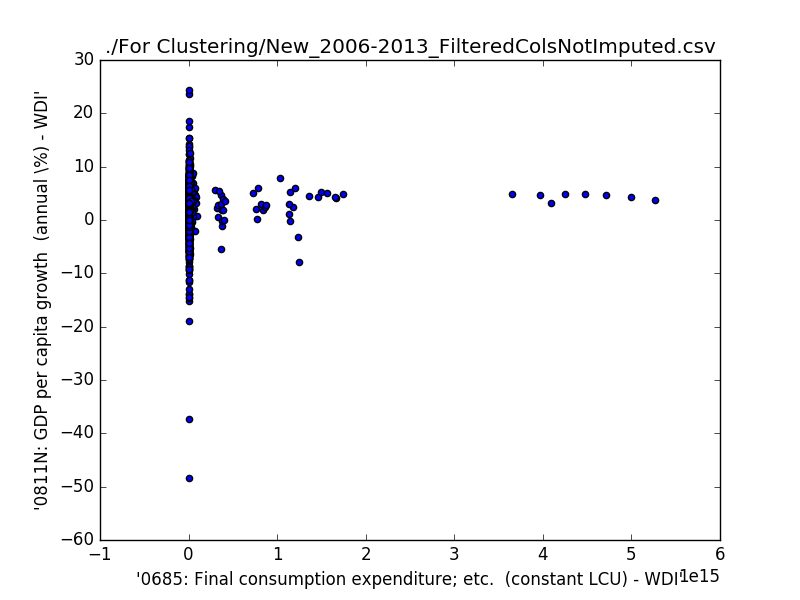 ./For Clustering/New_2006-2013_FilteredColsNotImputed.csv
30
20
10
0
−10
−20
−30
−40
−50
−60
'0811N: GDP per capita growth  (annual \%) - WDI'
−1 0 1 2 3 4 5 6
1e15
'0685: Final consumption expenditure; etc.  (constant LCU) - WDI'